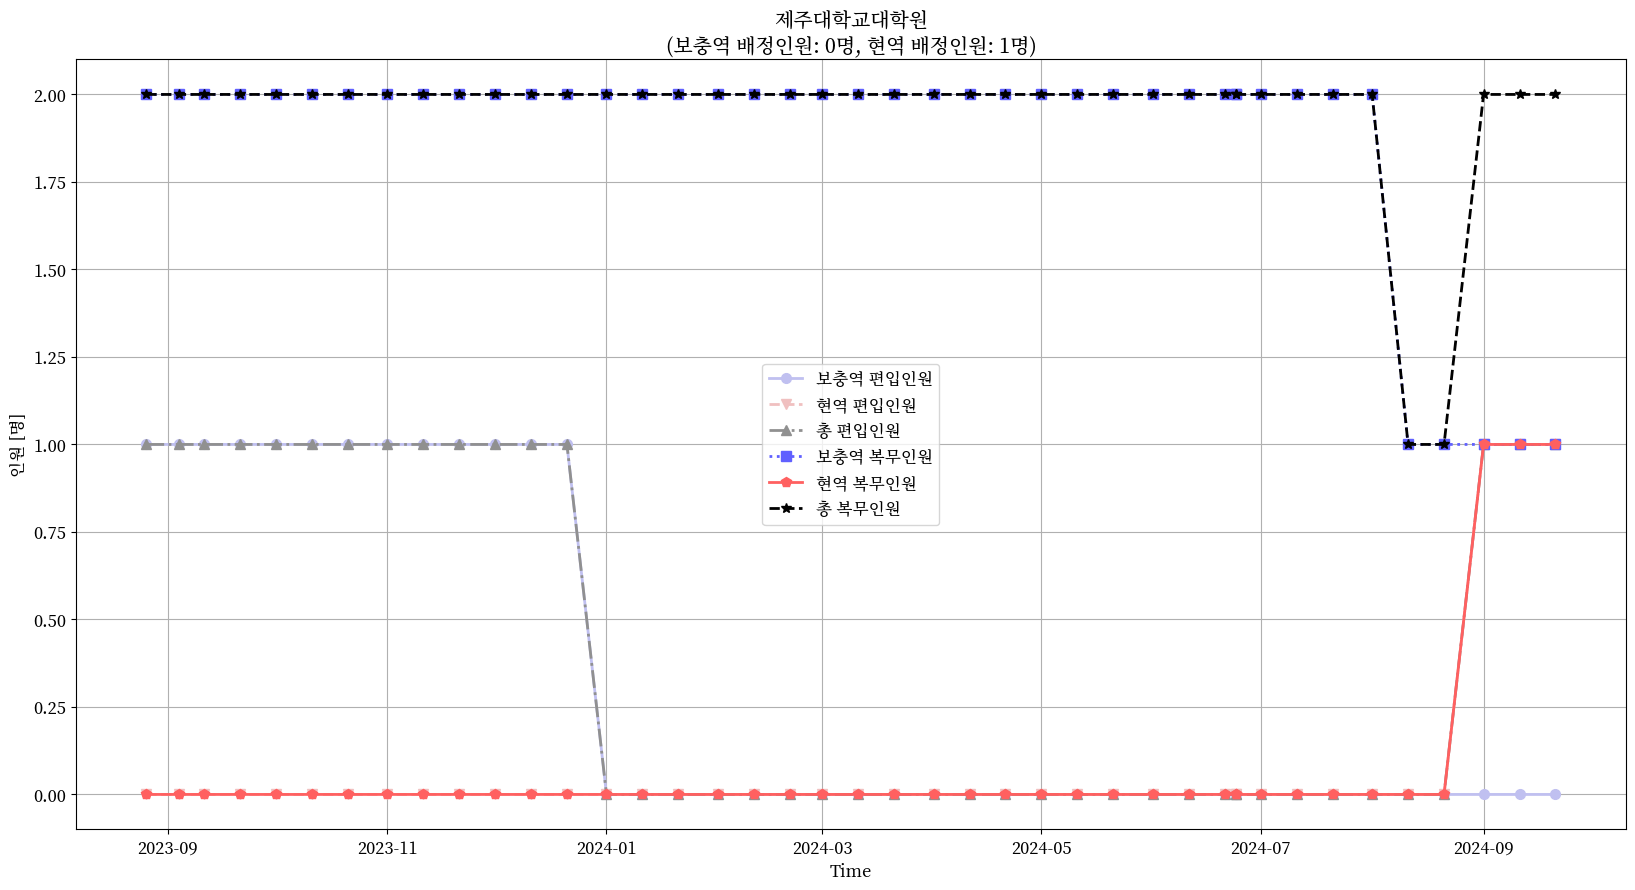 제주대학교대학원
(보충역 배정인원: 0명, 현역 배정인원: 1명)
인원 [명]
2.00
1.75
1.50
1.25
1.00
0.75
0.50
0.25
0.00
보충역 편입인원
현역 편입인원
총 편입인원
보충역 복무인원
현역 복무인원
총 복무인원
2023-09
2023-11
2024-01
2024-03
2024-05
2024-07
2024-09
Time